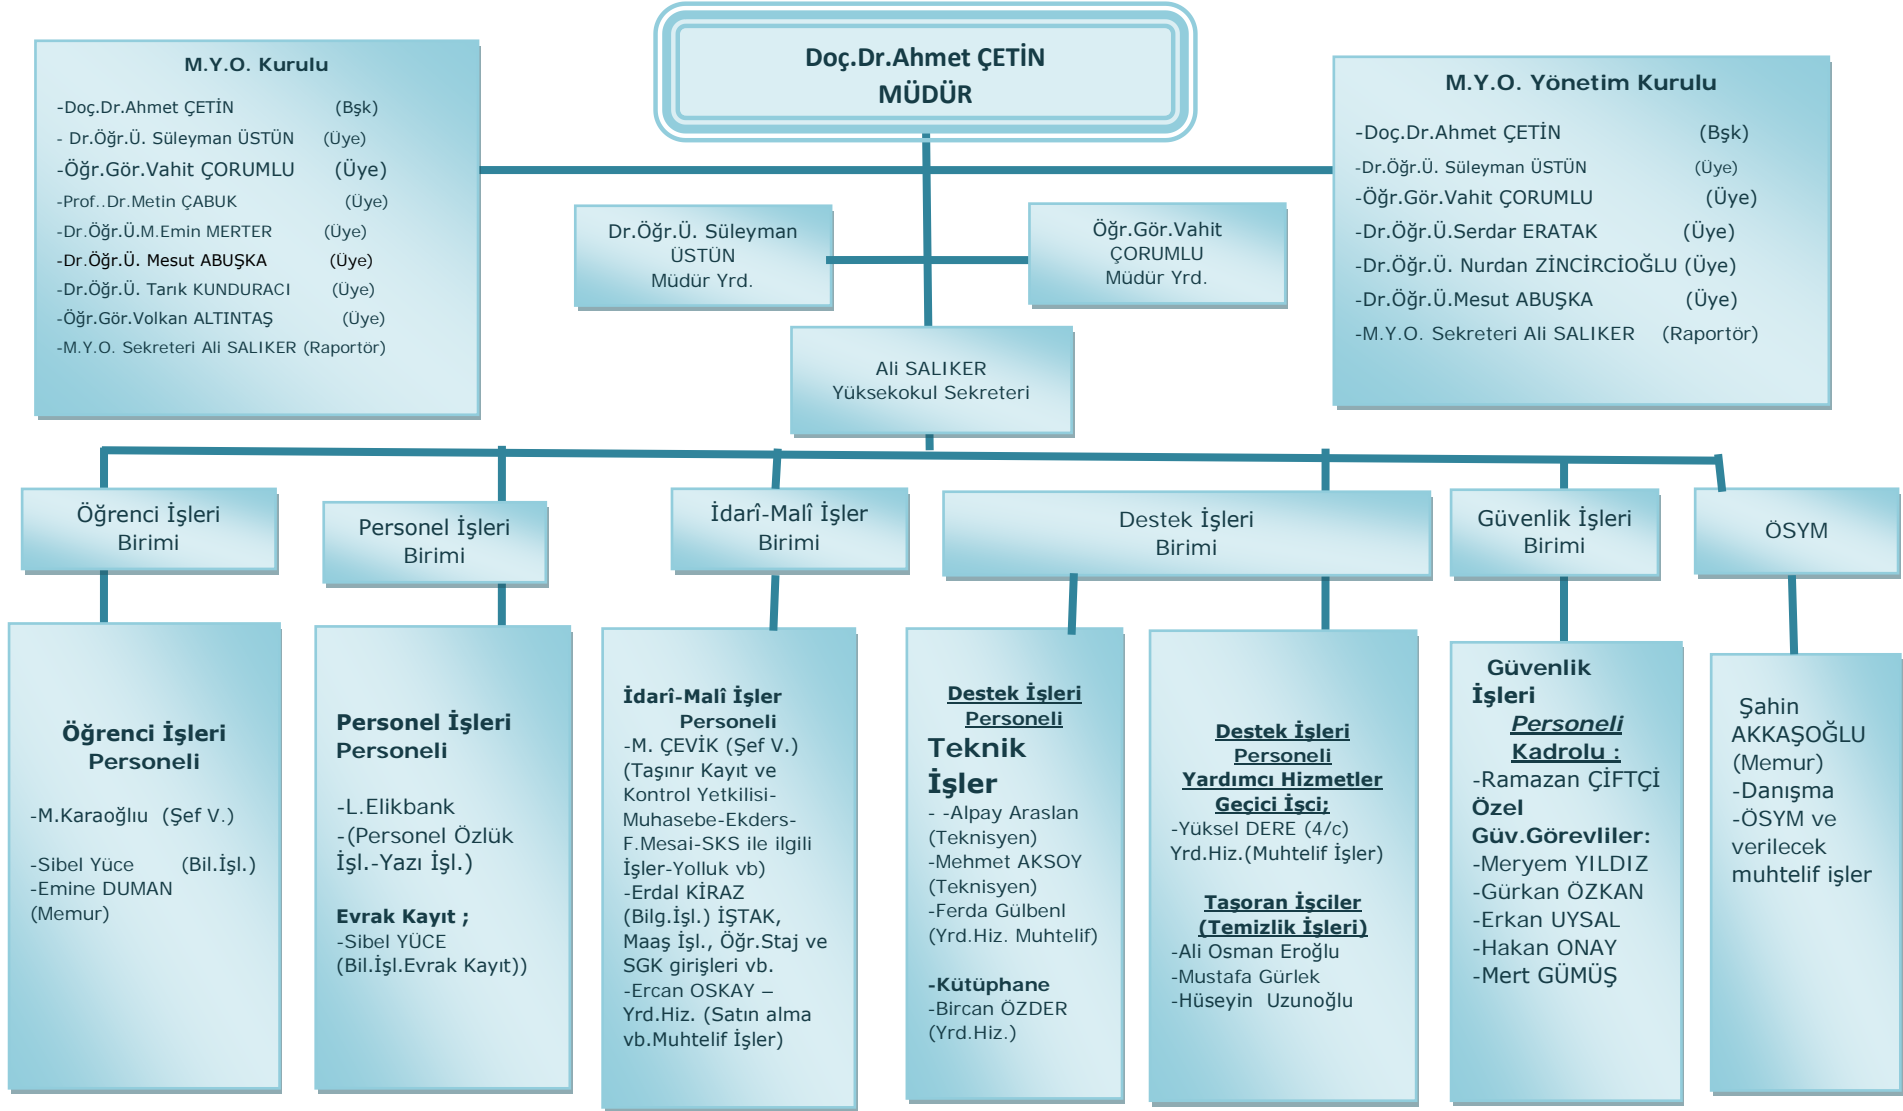 Doç.Dr.Ahmet ÇETİN
MÜDÜR
M.Y.O. Kurulu
-Doç.Dr.Ahmet ÇETİN (Bşk)
- Dr.Öğr.Ü. Süleyman ÜSTÜN (Üye)
-Öğr.Gör.Vahit ÇORUMLU (Üye)
-Prof..Dr.Metin ÇABUK (Üye)
-Dr.Öğr.Ü.M.Emin MERTER (Üye)
-Dr.Öğr.Ü. Mesut ABUŞKA (Üye)
-Dr.Öğr.Ü. Tarık KUNDURACI (Üye)
-Öğr.Gör.Volkan ALTINTAŞ (Üye)
-M.Y.O. Sekreteri Ali SALIKER (Raportör)
M.Y.O. Yönetim Kurulu
-Doç.Dr.Ahmet ÇETİN (Bşk)
-Dr.Öğr.Ü. Süleyman ÜSTÜN (Üye)
-Öğr.Gör.Vahit ÇORUMLU (Üye)
-Dr.Öğr.Ü.Serdar ERATAK (Üye)
-Dr.Öğr.Ü. Nurdan ZİNCİRCİOĞLU (Üye)
-Dr.Öğr.Ü.Mesut ABUŞKA (Üye)
-M.Y.O. Sekreteri Ali SALIKER (Raportör)
Dr.Öğr.Ü. Süleyman
ÜSTÜN
Müdür Yrd.
Öğr.Gör.Vahit
ÇORUMLU
Müdür Yrd.
Ali SALIKER
Yüksekokul Sekreteri
Öğrenci İşleri
Birimi
Personel İşleri
Birimi
İdarî-Malî İşler
Birimi
Destek İşleri
Birimi
Güvenlik İşleri
Birimi
ÖSYM
Öğrenci İşleri
Personeli
-M.Karaoğlıu (Şef V.)
-Sibel Yüce (Bil.İşl.)
-Emine DUMAN
(Memur)
Personel İşleri
Personeli
-L.Elikbank
-(Personel Özlük
İşl.-Yazı İşl.)
Evrak Kayıt ;
-Sibel YÜCE
(Bil.İşl.Evrak Kayıt))
İdarî-Malî İşler
Personeli
-M. ÇEVİK (Şef V.)
(Taşınır Kayıt ve
Kontrol Yetkilisi-
Muhasebe-Ekders-
F.Mesai-SKS ile ilgili
İşler-Yolluk vb)
-Erdal KİRAZ
(Bilg.İşl.) İŞTAK,
Maaş İşl., Öğr.Staj ve
SGK girişleri vb.
-Ercan OSKAY –
Yrd.Hiz. (Satın alma
vb.Muhtelif İşler)
Destek İşleri
Personeli
Teknik
İşler
- -Alpay Araslan
(Teknisyen)
-Mehmet AKSOY
(Teknisyen)
-Ferda Gülbenl
(Yrd.Hiz. Muhtelif)
-Kütüphane
-Bircan ÖZDER
(Yrd.Hiz.)
Destek İşleri
Personeli
Yardımcı Hizmetler
Geçici İşci;
-Yüksel DERE (4/c)
Yrd.Hiz.(Muhtelif İşler)
Taşoran İşciler
(Temizlik İşleri)
-Ali Osman Eroğlu
-Mustafa Gürlek
-Hüseyin Uzunoğlu
Güvenlik
İşleri
Personeli
Kadrolu :
-Ramazan ÇİFTÇİ
Özel
Güv.Görevliler:
-Meryem YILDIZ
-Gürkan ÖZKAN
-Erkan UYSAL
-Hakan ONAY
-Mert GÜMÜŞ
Şahin
AKKAŞOĞLU
(Memur)
-Danışma
-ÖSYM ve
verilecek
muhtelif işler